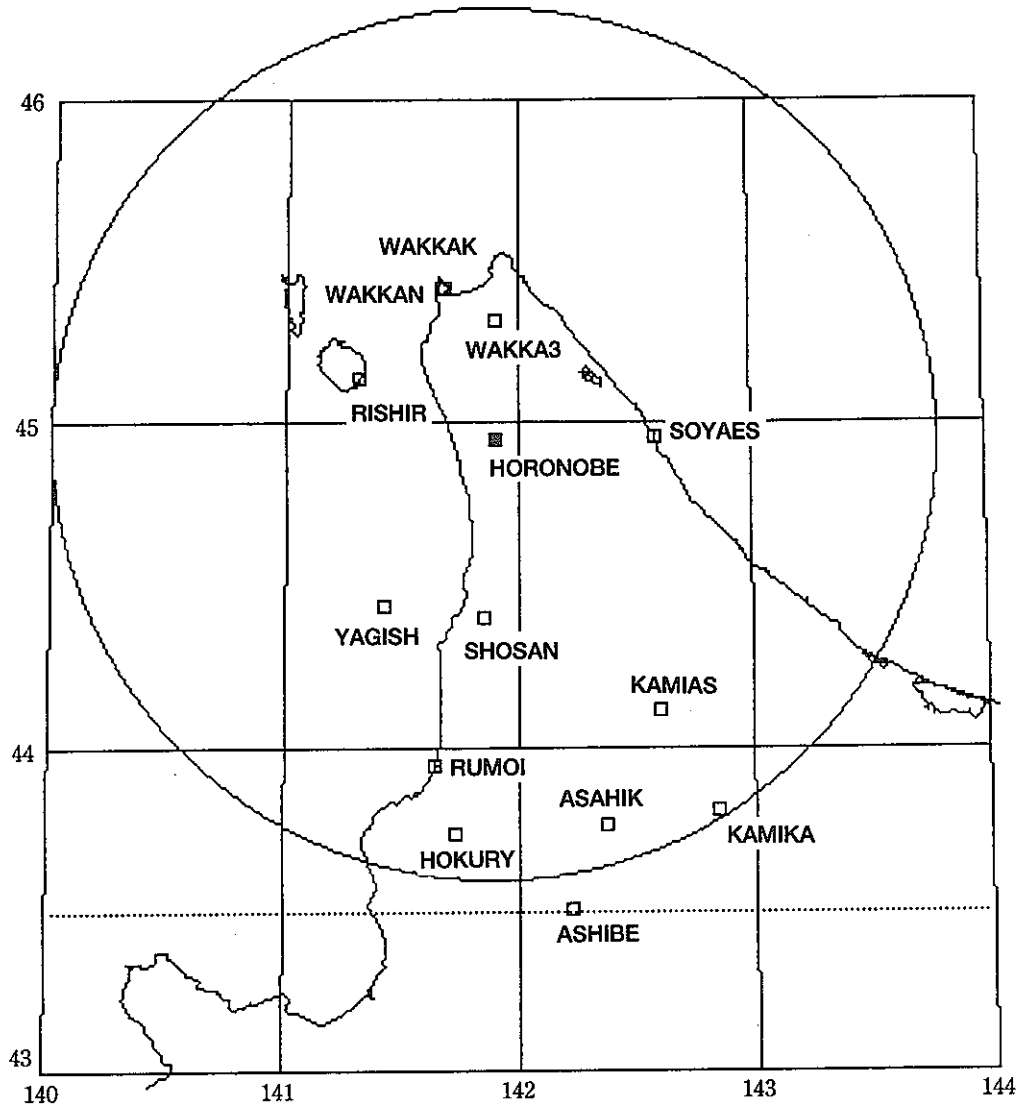 46
WAKKAK
WAKKAN
WAKKA3
RISHIR
45
SOYAES
HORONOBE
YAGISH
SHOSAN
KAMIAS
44
RUMOI
ASAHIK
KAMIKA
HOKURY
ASHIBE
43
140 141 142 143 144